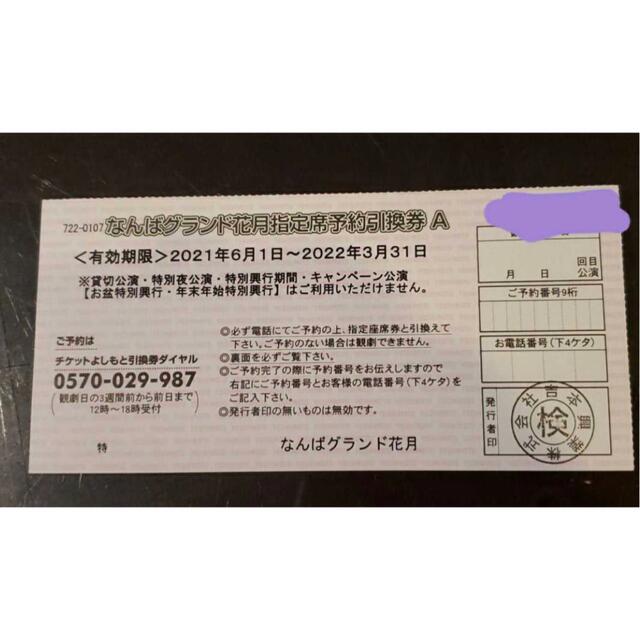 722-0107 なんばグランド花月指定席予約引換券 A
＜有効期限＞2021年6月1日～2022年3月31日
※貸切公演・特別夜公演・特別興行期間・キャンペーン公演
【お盆特別興行・年末年始特別興行】はご利用いただけません。
ご予約は
チケットよしもと引換券ダイヤル
0570-029-987
(観劇日の3週間前から前日まで
12時～18時受付)
特
◎必ず電話にてご予約の上、指定座席券と引換えて
下さい。ご予約のない場合は観劇できません。
◎裏面を必ずご覧下さい。
◎ご予約完了の際に予約番号をお伝えしますので
右記にご予約番号とお客様の電話番号(下4ケタ)を
ご記入下さい。
◎発行者印の無いものは無効です。
なんばグランド花月
回目
月 日 公演
ご予約番号9桁
お電話番号(下4ケタ)
発行者印
株式会社吉本興業
検